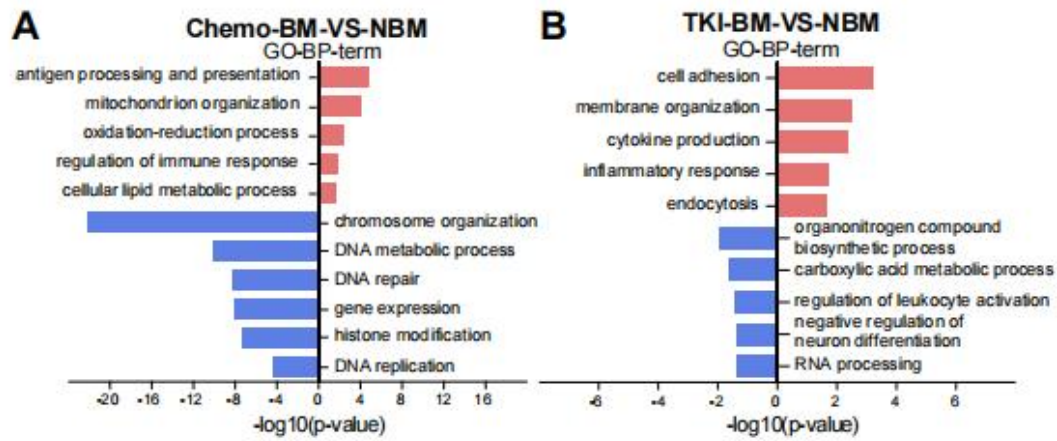 A
Chemo-BM-VS-NBM
GO-BP-term
antigen processing and presentation
mitochondrion organization
oxidation-reduction process
regulation of immune response
cellular lipid metabolic process
chromosome organization
DNA metabolic process
DNA repair
gene expression
histone modification
DNA replication
-20 -16 -12 -8 -4 0 4 8 12 16
-log10(p-value)
B
TKI-BM-VS-NBM
GO-BP-term
cell adhesion
membrane organization
cytokine production
inflammatory response
endocytosis
organonitrogen compound
biosynthetic process
carboxylic acid metabolic process
regulation of leukocyte activation
negative regulation of
neuron differentiation
RNA processing
-6 -4 -2 0 2 4 6
-log10(p-value)